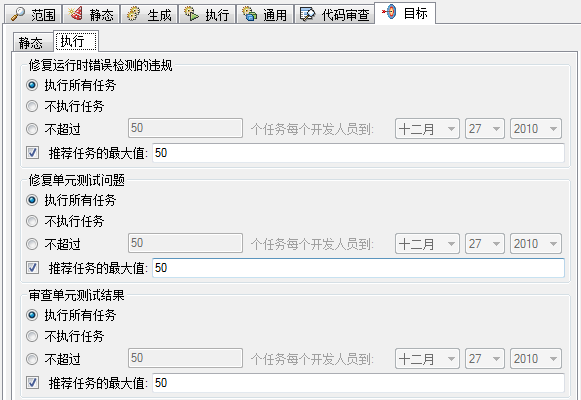 范围 静态 生成 执行 通用 代码审查 目标
静态 执行
修复运行时错误检测的违规
执行所有任务
不执行任务
不超过 50 个任务每个开发人员到: 十二月 27 2010
推荐任务的最大值: 50
修复单元测试问题
执行所有任务
不执行任务
不超过 50 个任务每个开发人员到: 十二月 27 2010
推荐任务的最大值: 50
审查单元测试结果
执行所有任务
不执行任务
不超过 50 个任务每个开发人员到: 十二月 27 2010
推荐任务的最大值: 50